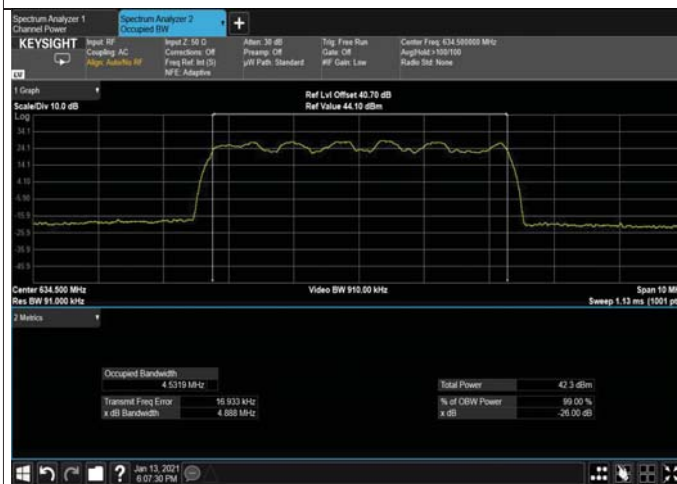 Spectrum Analyzer 1
Channel Power
Spectrum Analyzer 2
Occupied BW
+
KEYSIGHT
Input: RF
Coupling: AC
Align: Auto/No RF
Input Z: 50 Ω
Corrections: Off
Freq Ref: Int (S)
NFE: Adaptive
Atten: 30 dB
Preamp: Off
µW Path: Standard
Trig: Free Run
Gate: Off
#IF Gain: Low
Center Freq: 634.500000 MHz
Avg|Hold:>100/100
Radio Std: None
1 Graph
Scale/Div 10.0 dB
Ref Lvl Offset 40.70 dB
Ref Value 44.10 dBm
Log
34.1
24.1
14.1
4.10
-5.90
-15.9
-25.9
-35.9
-45.9
Center 634.500 MHz
Res BW 91.000 kHz
Video BW 910.00 kHz
Span 10 M
Sweep 1.13 ms (1001 pt
2 Metrics
Occupied Bandwidth
4.5319 MHz
Transmit Freq Error 16.933 kHz
x dB Bandwidth 4.888 MHz
Total Power 42.3 dBm
% of OBW Power 99.00 %
x dB -26.00 dB
?
Jan 13, 2021
6:07:30 PM